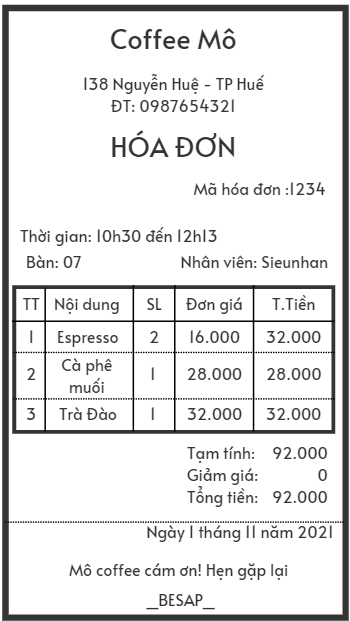 Coffee Mô
138 Nguyễn Huệ - TP Huế
ĐT: 0987654321
HÓA ĐƠN
Mã hóa đơn :1234
Thời gian: 10h30 đến 12h13
Bàn: 07 Nhân viên: Sieunhan
TT Nội dung SL Đơn giá T.Tiền
1 Espresso 2 16.000 32.000
2 Cà phê muối 1 28.000 28.000
3 Trà Đào 1 32.000 32.000
Tạm tính: 92.000
Giảm giá: 0
Tổng tiền: 92.000
Ngày 1 tháng 11 năm 2021
Mô coffee cám ơn! Hẹn gặp lại
_BESAP_